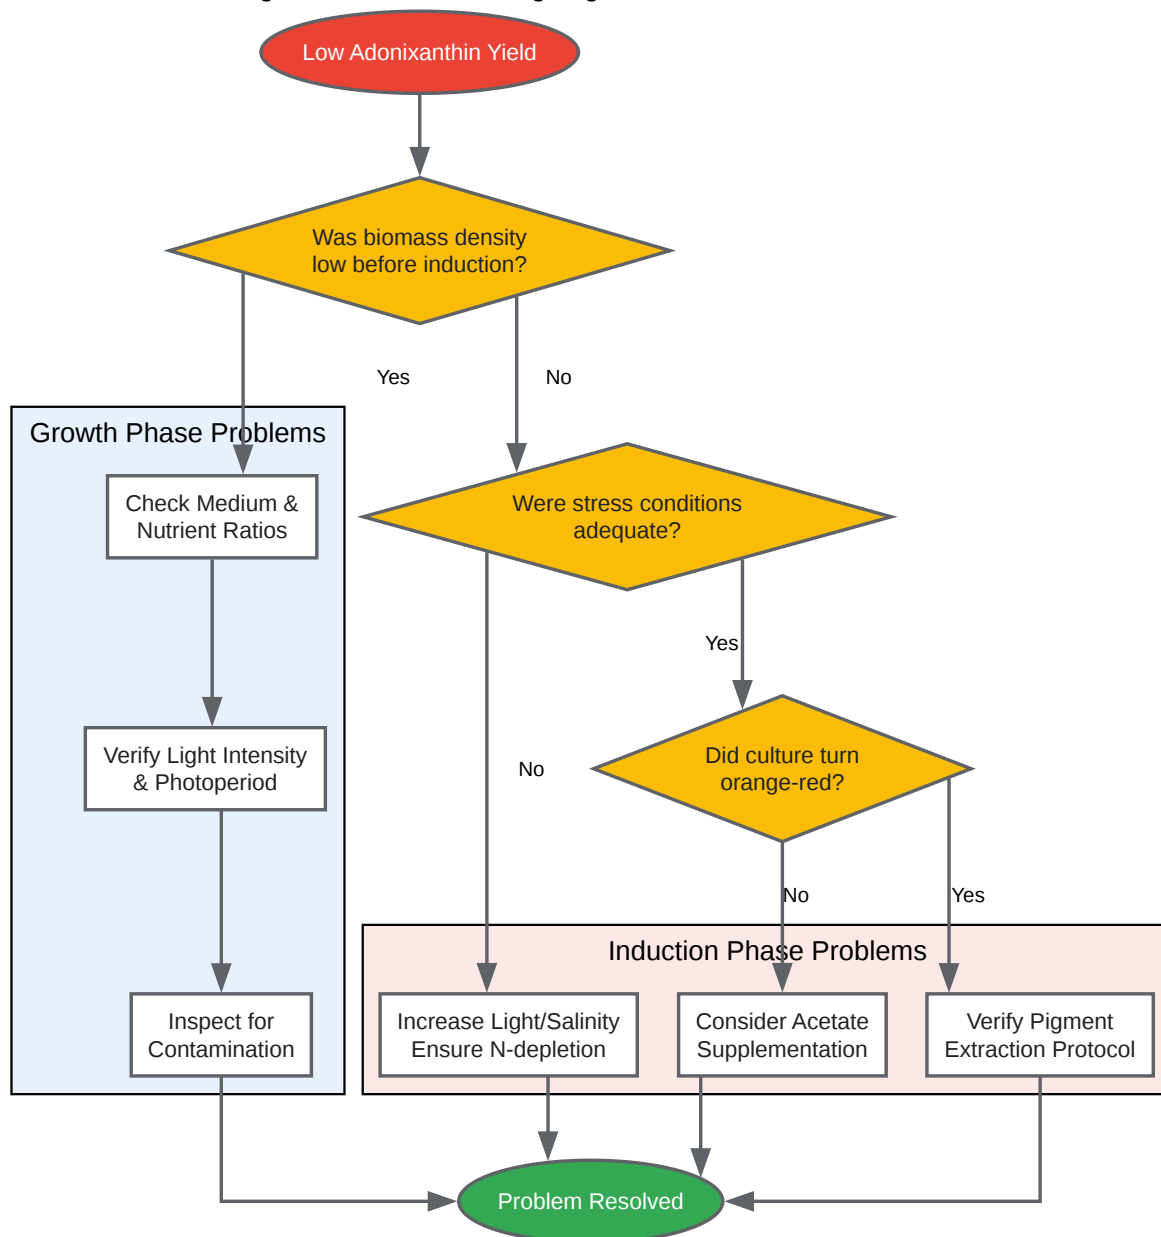 Low Adonixanthin Yield
Was biomass density
low before induction?
Yes
No
Growth Phase Problems
Check Medium &
Nutrient Ratios
Were stress conditions
adequate?
Yes
Verify Light Intensity
& Photoperiod
No
Did culture turn
orange-red?
No
Yes
Induction Phase Problems
Inspect for
Contamination
Increase Light/Salinity
Ensure N-depletion
Consider Acetate
Supplementation
Verify Pigment
Extraction Protocol
Problem Resolved